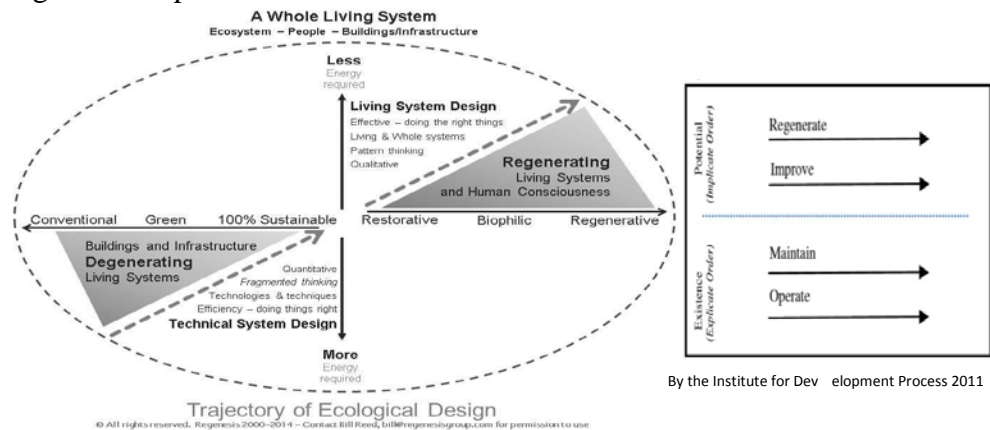 A Whole Living System
Ecosystem – People – Buildings/Infrastructure
Less
Energy
required
Living System Design
Effective – doing the right things
Living & Whole systems
Pattern thinking
Qualitative
Regenerating
Living Systems
and Human Consciousness
Conventional Green 100% Sustainable
Restorative Biophilic Regenerative
Buildings and Infrastructure
Degenerating
Living Systems
Quantitative
Fragmented thinking
Technologies & techniques
Efficiency – doing things right
Technical System Design
More
Energy
required
Trajectory of Ecological Design
© All rights reserved. Regenesis 2000–2014 – Contact Bill Reed, bill@regenesisgroup.com for permission to use
Potential
(Implicate Order)
Regenerate
Improve
Existence
(Explicate Order)
Maintain
Operate
By the Institute for Dev elopment Process 2011